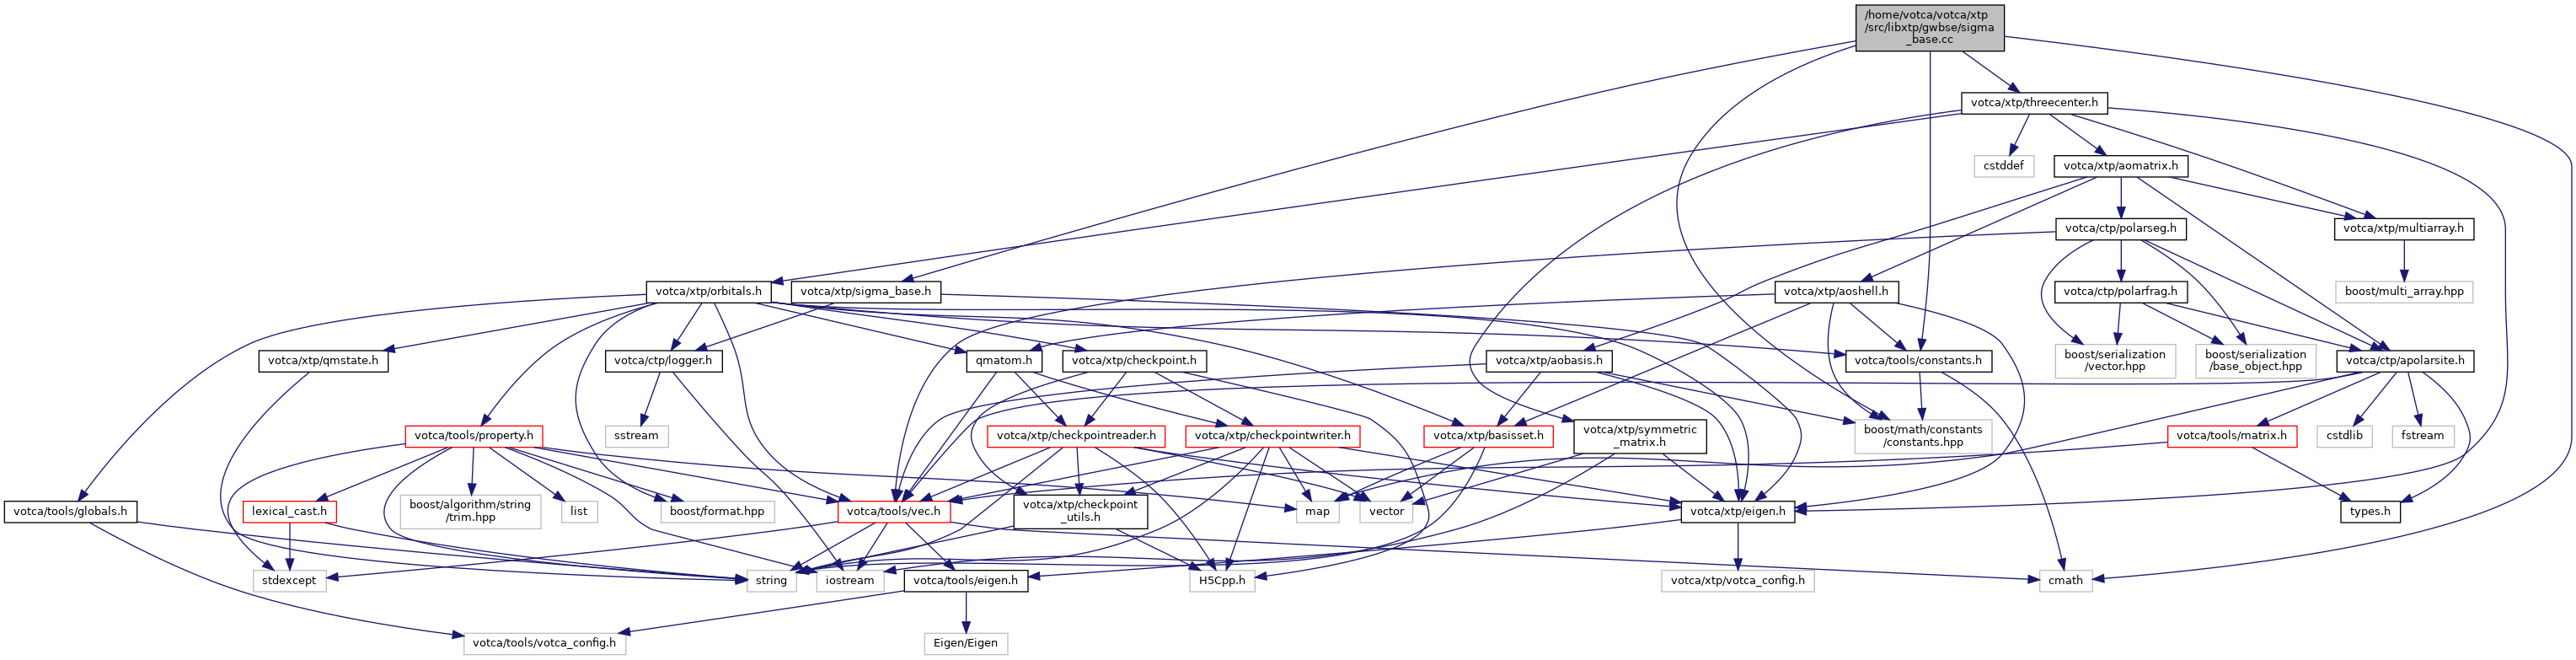 /home/votca/votca/xtp
/src/libxtp/gwbse/sigma
_base.cc
votca/xtp/threecenter.h
cstddef
votca/xtp/aomatrix.h
votca/ctp/polarseg.h
votca/xtp/multiarray.h
votca/xtp/orbitals.h
votca/xtp/sigma_base.h
votca/xtp/aoshell.h
votca/ctp/polarfrag.h
boost/multi_array.hpp
votca/xtp/qmstate.h
votca/ctp/logger.h
qmatom.h
votca/xtp/checkpoint.h
votca/xtp/aobasis.h
votca/tools/constants.h
boost/serialization
/vector.hpp
boost/serialization
/base_object.hpp
votca/ctp/apolarsite.h
votca/tools/property.h
sstream
votca/xtp/checkpointreader.h
votca/xtp/checkpointwriter.h
votca/xtp/basisset.h
votca/xtp/symmetric
_matrix.h
boost/math/constants
/constants.hpp
votca/tools/matrix.h
cstdlib
fstream
votca/tools/globals.h
lexical_cast.h
boost/algorithm/string
/trim.hpp
list
boost/format.hpp
votca/tools/vec.h
votca/xtp/checkpoint
_utils.h
map
vector
votca/xtp/eigen.h
types.h
stdexcept
string
iostream
votca/tools/eigen.h
H5Cpp.h
votca/xtp/votca_config.h
cmath
votca/tools/votca_config.h
Eigen/Eigen